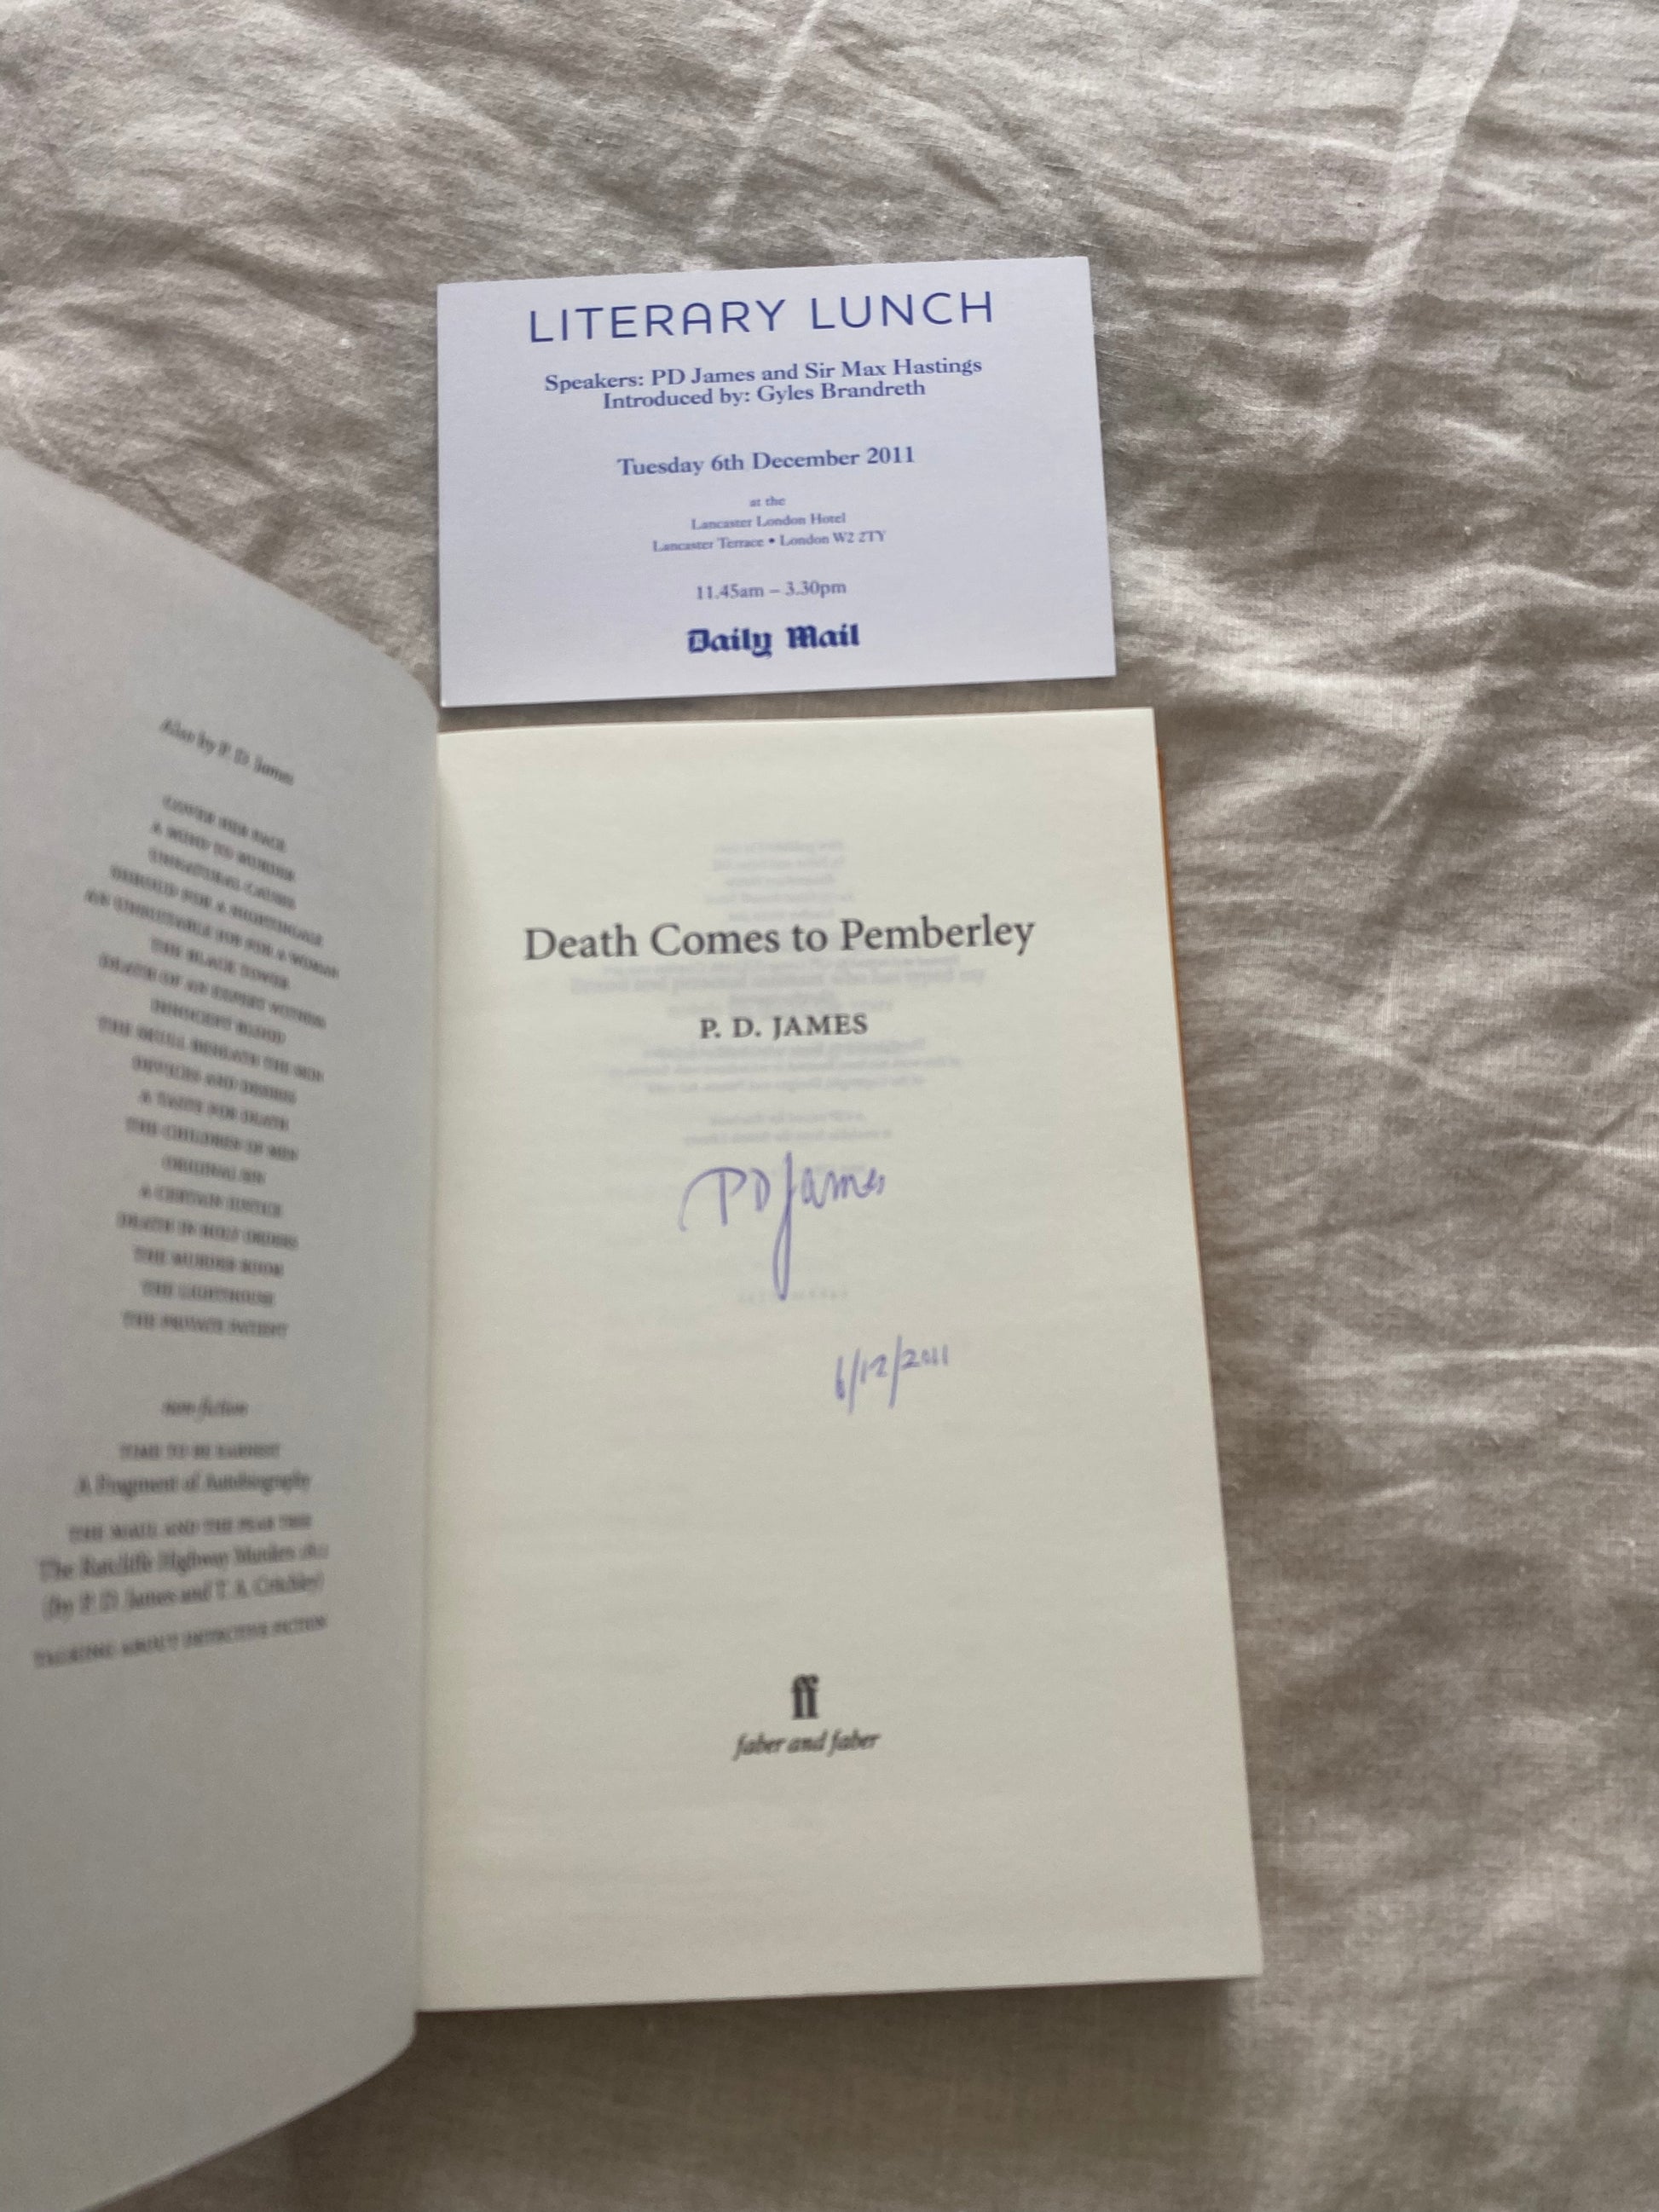 LITERARY LUNCH
Speakers: PD James and Sir Max Hastings
Introduced by: Gyles Brandreth
Tuesday 6th December 2011
at the
Lancaster London Hotel
Lancaster Terrace • London W2 2TY
11.45am – 3.30pm
Daily Mail
Also by P. D. James
COVER HER FACE
A MIND TO MURDER
UNNATURAL CAUSES
SHROUD FOR A NIGHTINGALE
AN UNSUITABLE JOB FOR A WOMAN
THE BLACK TOWER
DEATH OF AN EXPERT WITNESS
INNOCENT BLOOD
THE SKULL BENEATH THE SKIN
DEVICES AND DESIRES
A TASTE FOR DEATH
THE CHILDREN OF MEN
ORIGINAL SIN
A CERTAIN JUSTICE
DEATH IN HOLY ORDERS
THE MURDER ROOM
THE LIGHTHOUSE
THE PRIVATE PATIENT
non-fiction
TIME TO BE IN EARNEST
A Fragment of Autobiography
THE MAUL AND THE PEAR TREE
The Ratcliffe Highway Murders 1811
(by P. D. James and T. A. Critchley)
TALKING ABOUT DETECTIVE FICTION
Death Comes to Pemberley
P. D. JAMES
PD James
6/12/2011
ff
faber and faber